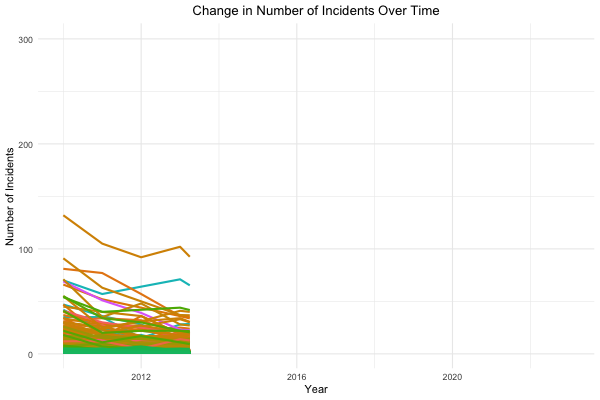 Change in Number of Incidents Over Time
300
200
100
0
Number of Incidents
2012
2016
2020
Year